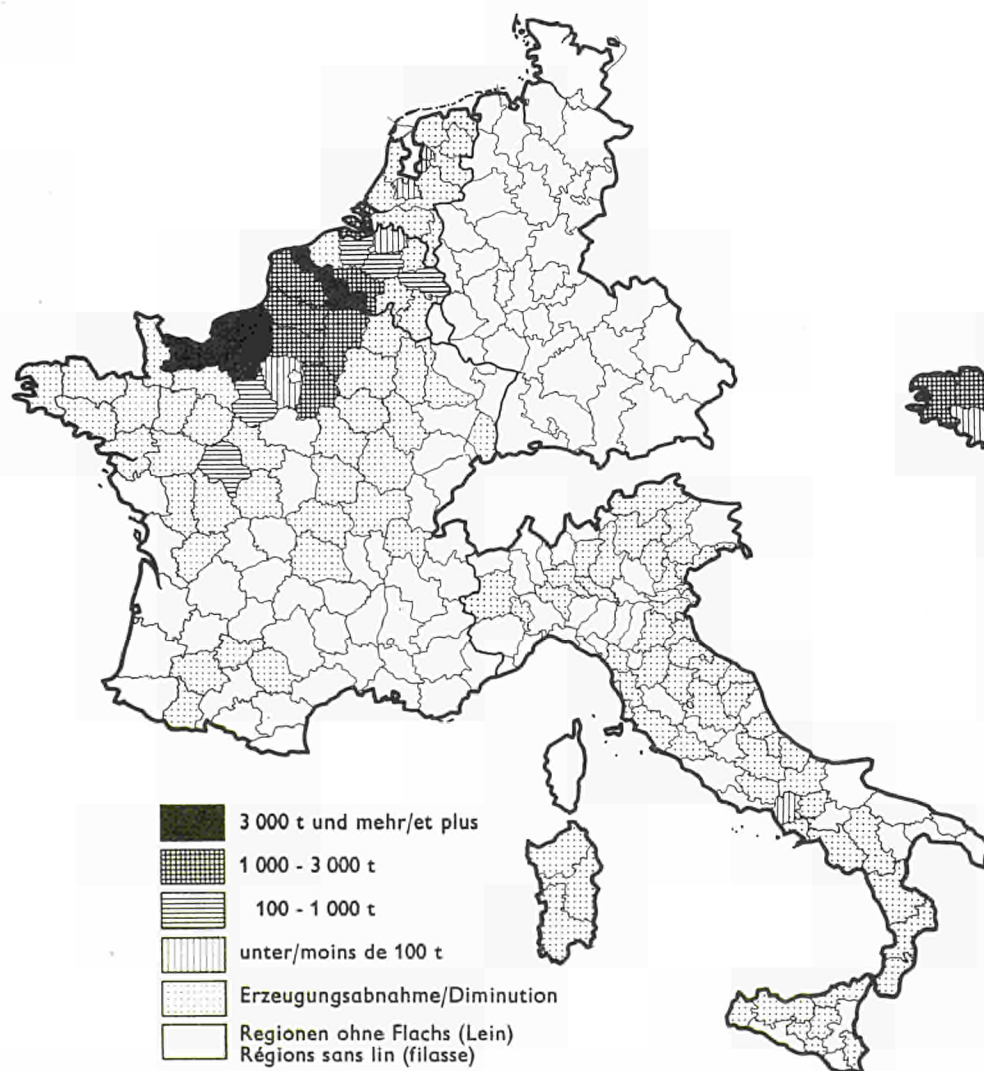 3 000 t und mehr/et plus
1 000 - 3 000 t
100 - 1 000 t
unter/moins de 100 t
Erzeugungsabnahme/Diminution
Regionen ohne Flachs (Lein)
Régions sans lin (filasse)